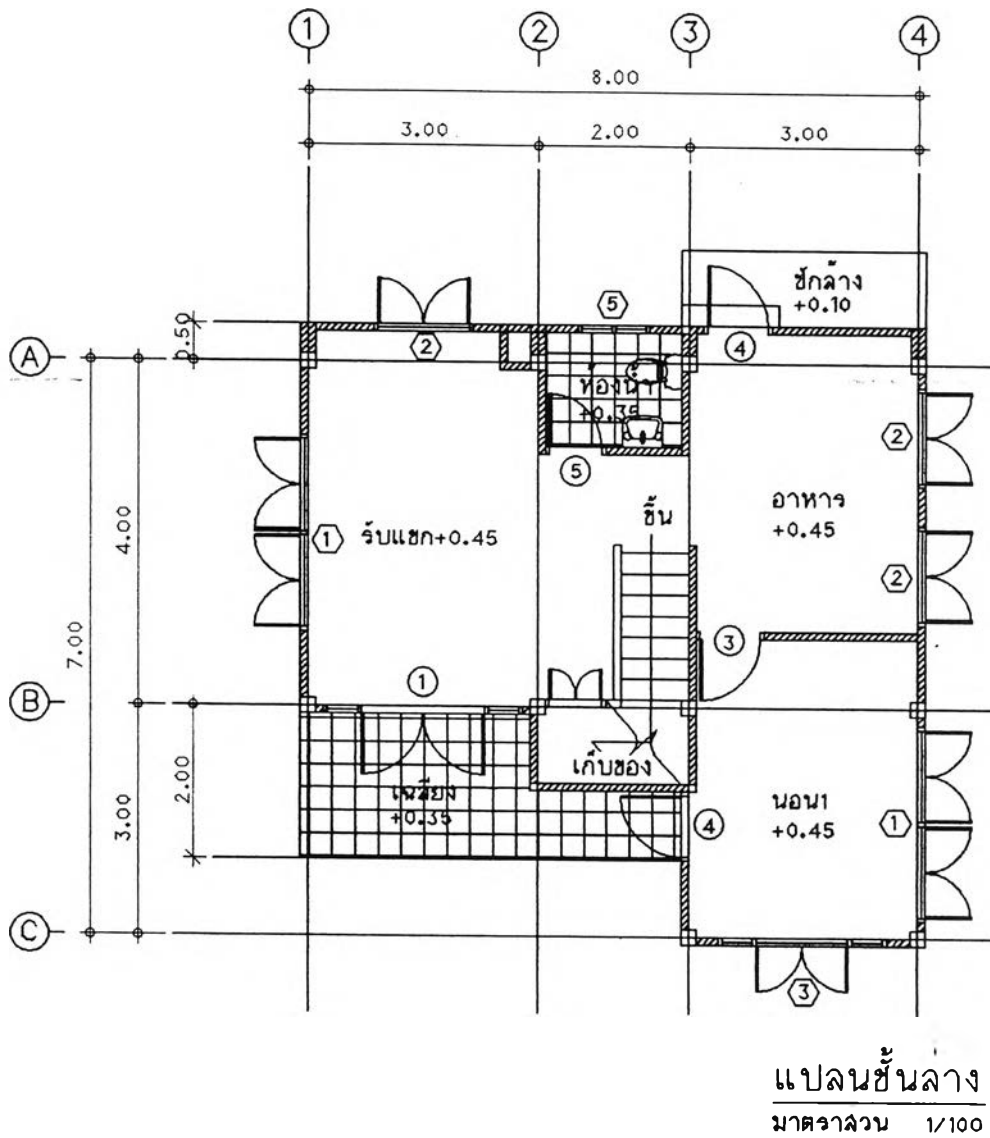 1 2 3 4
8.00
3.00 2.00 3.00
ซักล้าง
+0.10
5
0.50
2
4
A
ห้องน้ำ
+0.35
2
5
ขึ้น
อาหาร
+0.45
รับแขก+0.45
1
4.00
2
7.00
3
1
B
เก็บของ
2.00
เฉลียง
+0.35
3.00
นอน1
+0.45
4
1
C
3
แปลนชั้นล่าง
มาตราส่วน 1/100